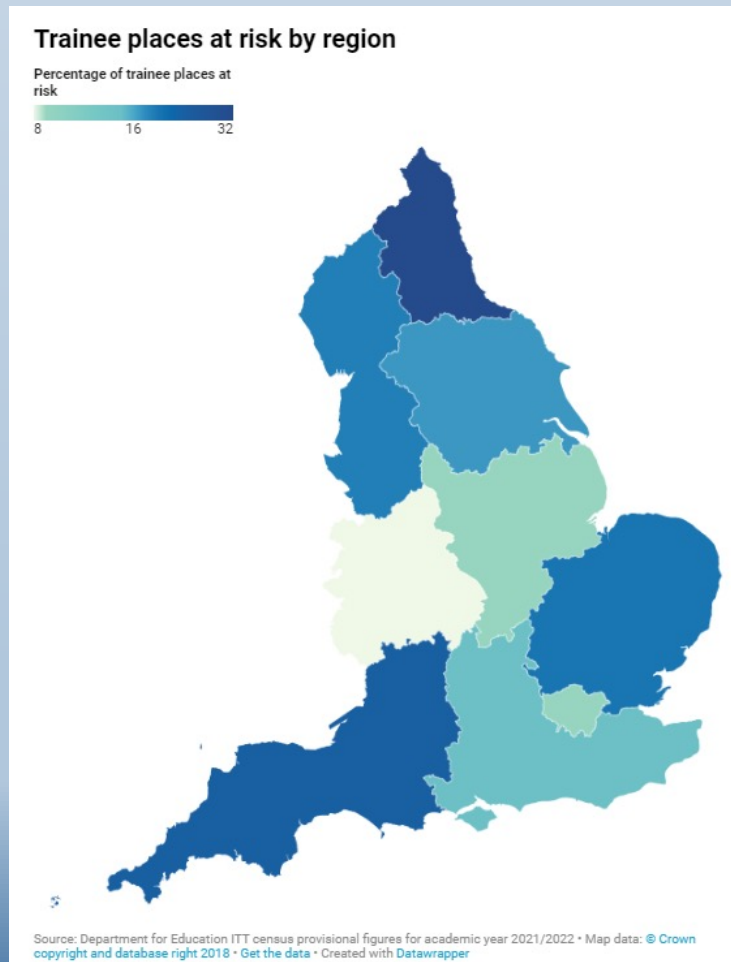 Trainee places at risk by region
Percentage of trainee places at
risk
8 16 32
Source: Department for Education ITT census provisional figures for academic year 2021/2022 • Map data: © Crown
copyright and database right 2018 • Get the data • Created with Datawrapper